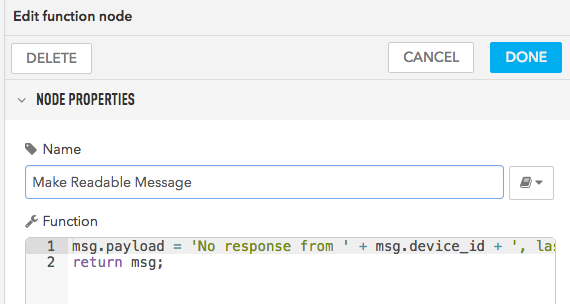 Edit function node
DELETE CANCEL DONE
NODE PROPERTIES
Name
Make Readable Message
Function
1 msg.payload = 'No response from ' + msg.device_id + ', las
2 return msg;